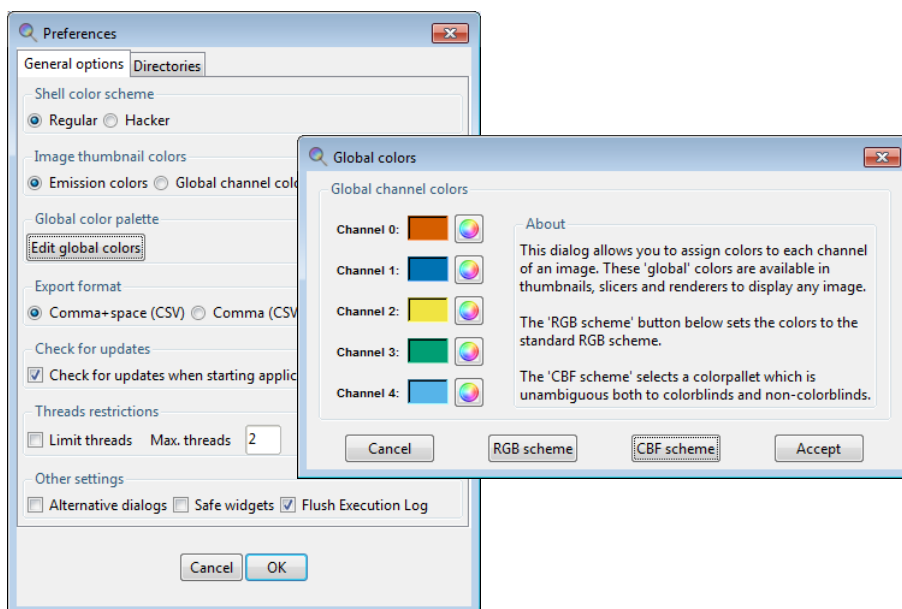 Preferences
General options
Directories
Shell color scheme
Regular
Hacker
Image thumbnail colors
Emission colors
Global channel
Global color palette
Edit global colors
Export format
Comma+space (CSV)
Comma (CSV
Check for updates
Check for updates when starting
Threads restrictions
Limit threads
Max. threads
2
Other settings
Alternative dialogs
Safe widgets
Flush Execution Log
Cancel
OK
Global colors
Global channel colors
Channel 0:
Channel 1:
Channel 2:
Channel 3:
Channel 4:
About
This dialog allows you to assign colors to each channel
of an image. These 'global' colors are available in
thumbnails, slicers and renderers to display any image.
The 'RGB scheme' button below sets the colors to the
standard RGB scheme.
The 'CBF scheme' selects a colorpallet which is
unambiguous both to colorblinds and non-colorblinds.
Cancel
RGB scheme
CBF scheme
Accept